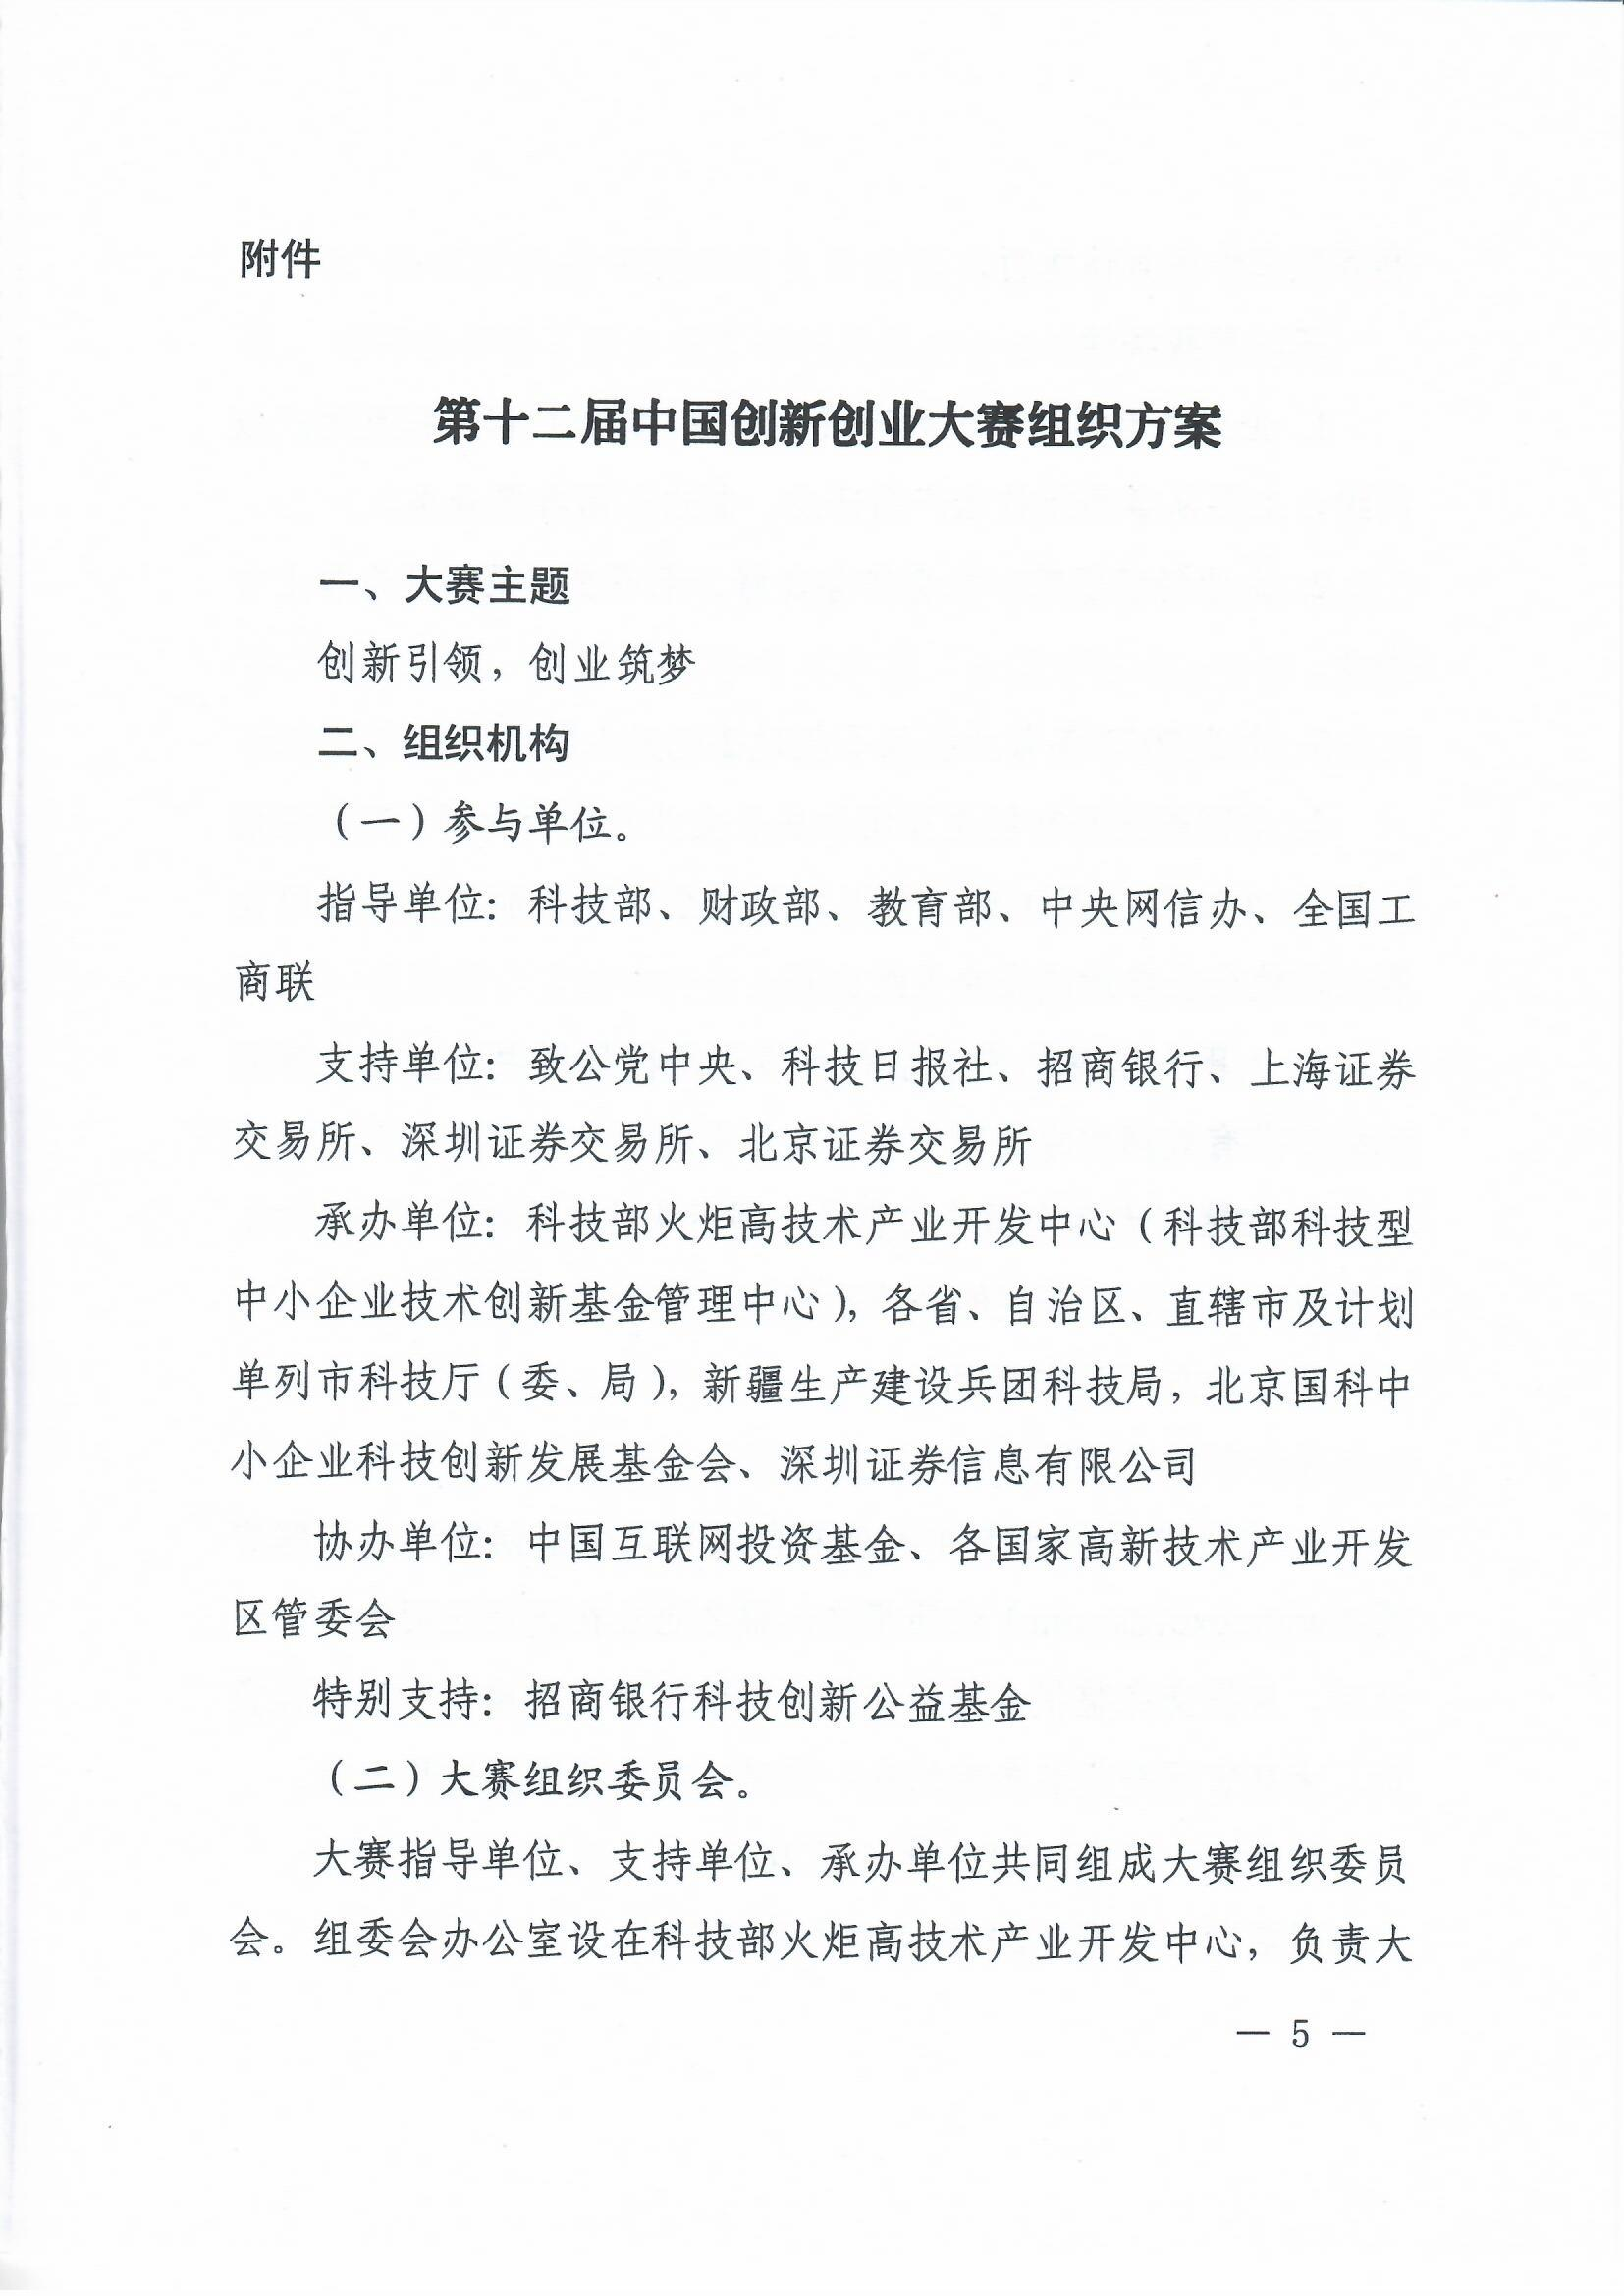 附件
第十二届中国创新创业大赛组织方案
一、大赛主题
创新引领，创业筑梦
二、组织机构
（一）参与单位。
指导单位：科技部、财政部、教育部、中央网信办、全国工
商联
支持单位：致公党中央、科技日报社、招商银行、上海证券
交易所、深圳证券交易所、北京证券交易所
承办单位：科技部火炬高技术产业开发中心（科技部科技型
中小企业技术创新基金管理中心），各省、自治区、直辖市及计划
单列市科技厅（委、局），新疆生产建设兵团科技局，北京国科中
小企业科技创新发展基金会、深圳证券信息有限公司
协办单位：中国互联网投资基金、各国家高新技术产业开发
区管委会
特别支持：招商银行科技创新公益基金
（二）大赛组织委员会。
大赛指导单位、支持单位、承办单位共同组成大赛组织委员
会。组委会办公室设在科技部火炬高技术产业开发中心，负责大
— 5 —